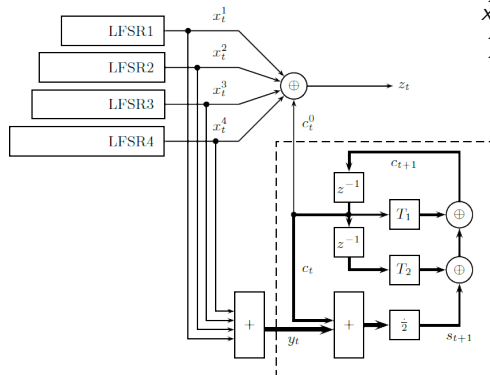 LFSR1
x_t^1
LFSR2
x_t^2
LFSR3
x_t^3
LFSR4
x_t^4
⊕
z_t
c_t^0
c_{t+1}
z^{-1}
T_1
⊕
z^{-1}
T_2
⊕
c_t
+
y_t
+
÷2
s_{t+1}
x